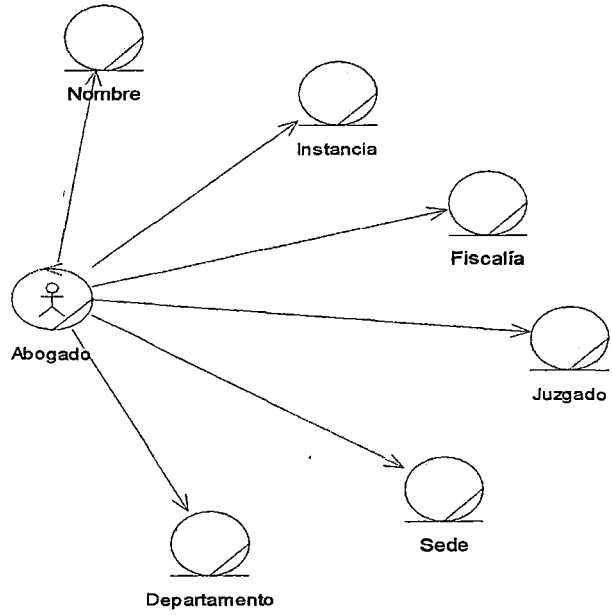 Nombre
Instancia
Fiscalía
Abogado
Juzgado
Sede
Departamento